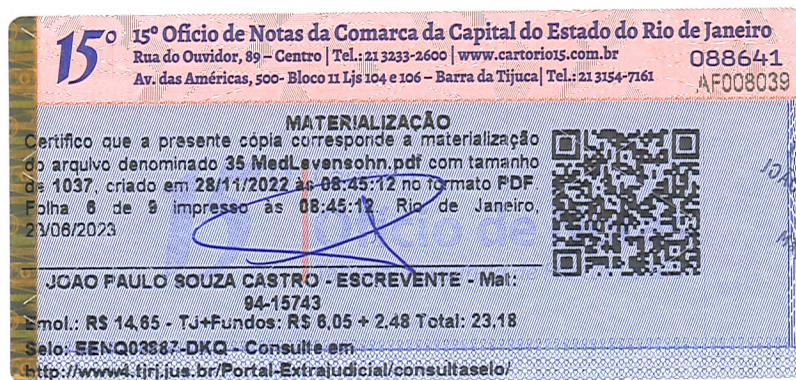 15º 15º Ofício de Notas da Comarca da Capital do Estado do Rio de Janeiro
Rua do Ouvidor, 89 – Centro | Tel.: 21 3233-2600 | www.cartorio15.com.br
Av. das Américas, 500- Bloco 11 Ljs 104 e 106 – Barra da Tijuca| Tel.: 21 3154-7161
088641
AF008039
MATERIALIZAÇÃO
Certifico que a presente cópia corresponde a materialização
do arquivo denominado 35 MedLevensohn.pdf com tamanho
de 1037, criado em 28/11/2022 às 08:45:12 no formato PDF.
Folha 6 de 9 impresso às 08:45:12 Rio de Janeiro,
23/06/2023
15º Ofício de
JOAO PAULO SOUZA CASTRO - ESCREVENTE - Mat:
94-15743
Emol.: R$ 14,65 - TJ+Fundos: R$ 6,05 + 2,48 Total: 23,18
Selo: EENQ03887-DKQ - Consulte em
http://www4.tjrj.jus.br/Portal-Extrajudicial/consultaselo/